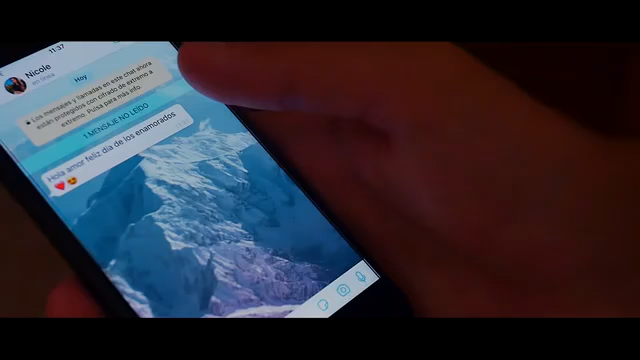 11:37
Nicole
en línea
Hoy
Los mensajes y llamadas en este chat ahora
están protegidos con cifrado de extremo a
extremo. Pulsa para más info.
1 MENSAJE NO LEÍDO
Hola amor feliz día de los enamorados